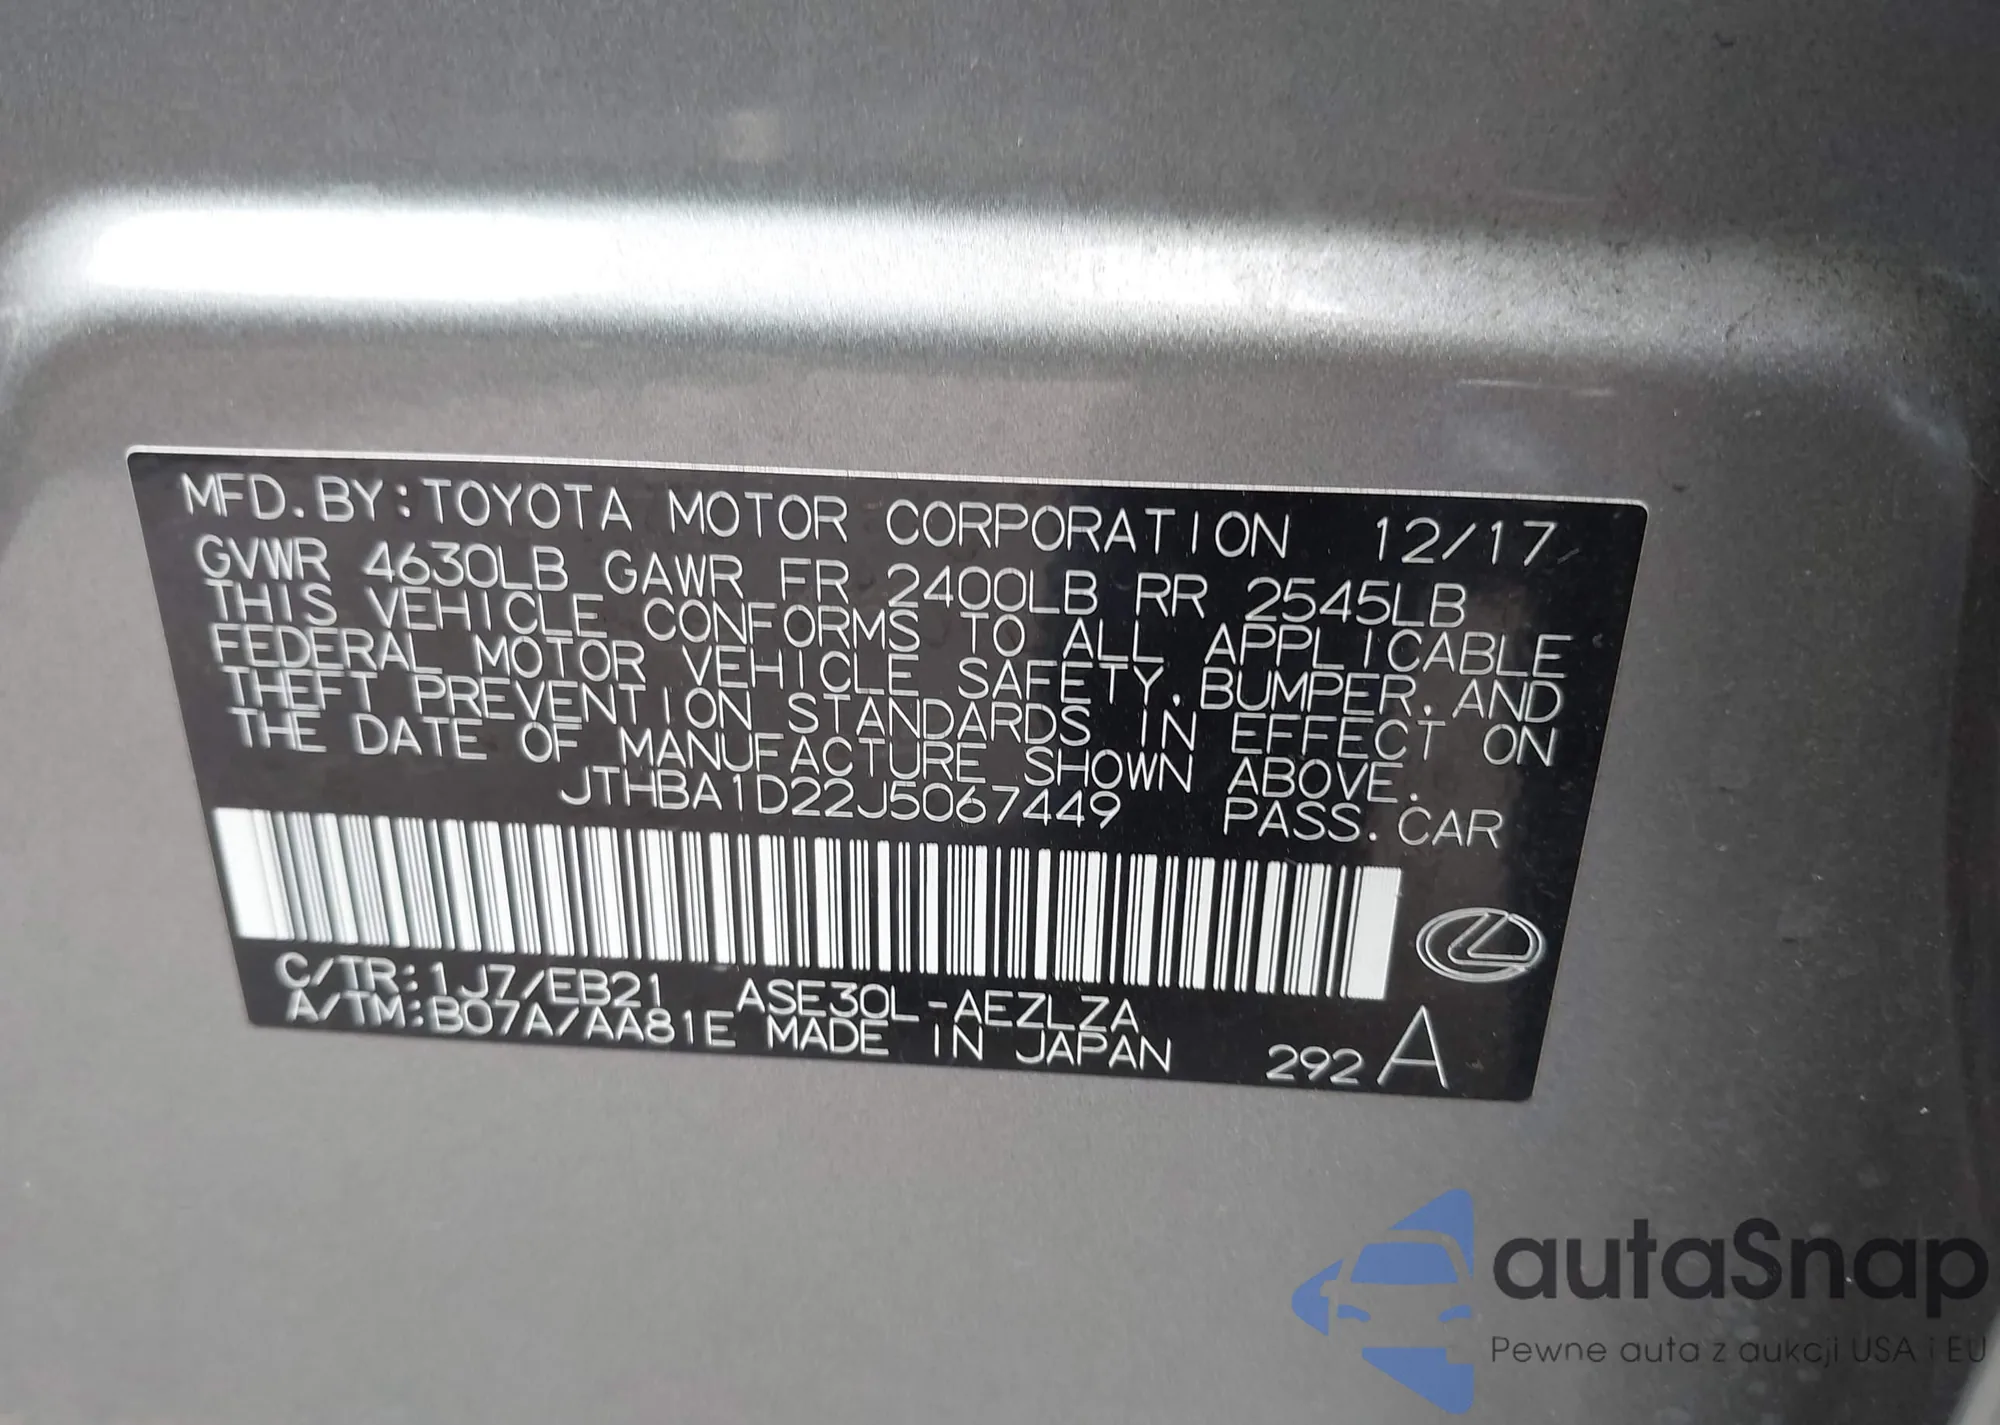 MFD.BY:TOYOTA MOTOR CORPORATION 12/17
GVWR 4630LB GAWR FR 2400LB RR 2545LB
THIS VEHICLE CONFORMS TO ALL APPLICABLE
FEDERAL MOTOR VEHICLE SAFETY,BUMPER,AND
THEFT PREVENTION STANDARDS IN EFFECT ON
THE DATE OF MANUFACTURE SHOWN ABOVE.
JTHBA1D22J5067449 PASS.CAR
C/TR:1J7/EB21 ASE30L-AEZLZA
A/TM:B07A/AA81E MADE IN JAPAN 292 A
autaSnap
Pewne auta z aukcji USA i EU